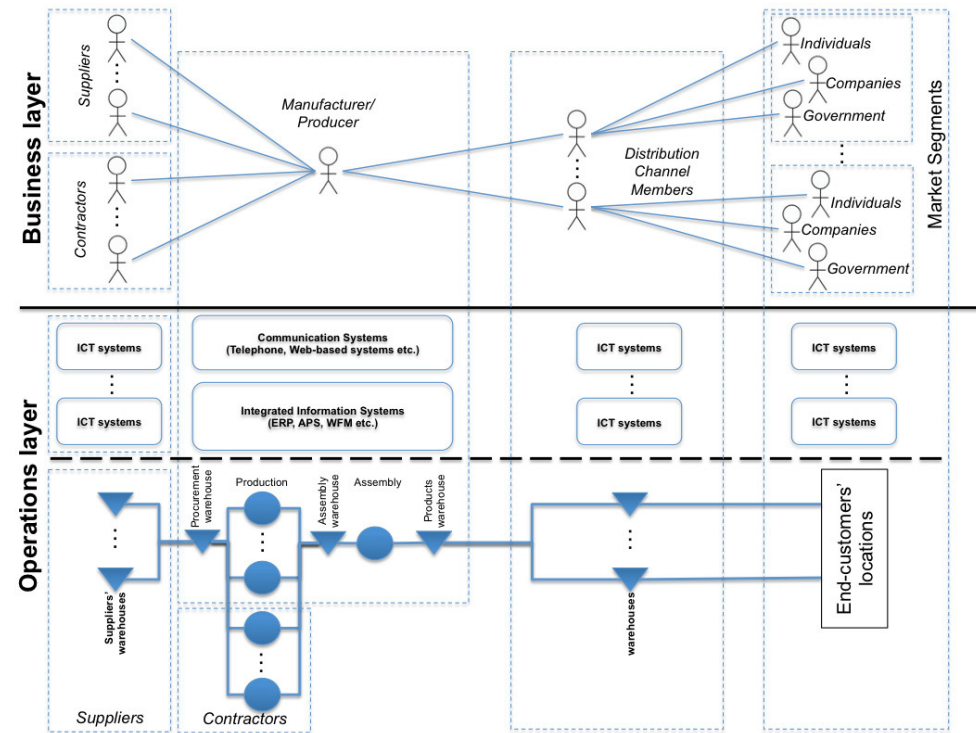 Business layer
Suppliers
Contractors
Manufacturer/
Producer
Distribution
Channel
Members
Individuals
Companies
Government
Individuals
Companies
Government
Market Segments
Operations layer
ICT systems
ICT systems
Communication Systems
(Telephone, Web-based systems etc.)
Integrated Information Systems
(ERP, APS, WFM etc.)
ICT systems
ICT systems
ICT systems
ICT systems
Suppliers'
warehouses
Procurement
warehouse
Production
Assembly
warehouse
Assembly
Products
warehouse
warehouses
End-customers'
locations
Suppliers
Contractors